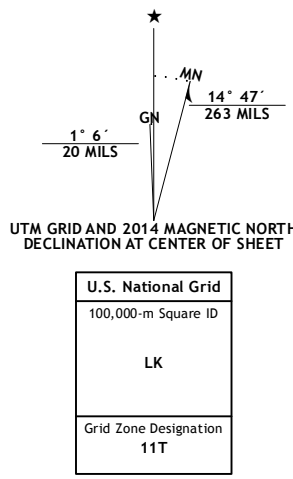 ★
MN
GN
14° 47´
263 MILS
1° 6´
20 MILS
UTM GRID AND 2014 MAGNETIC NORTH
DECLINATION AT CENTER OF SHEET
U.S. National Grid
100,000-m Square ID
LK
Grid Zone Designation
11T